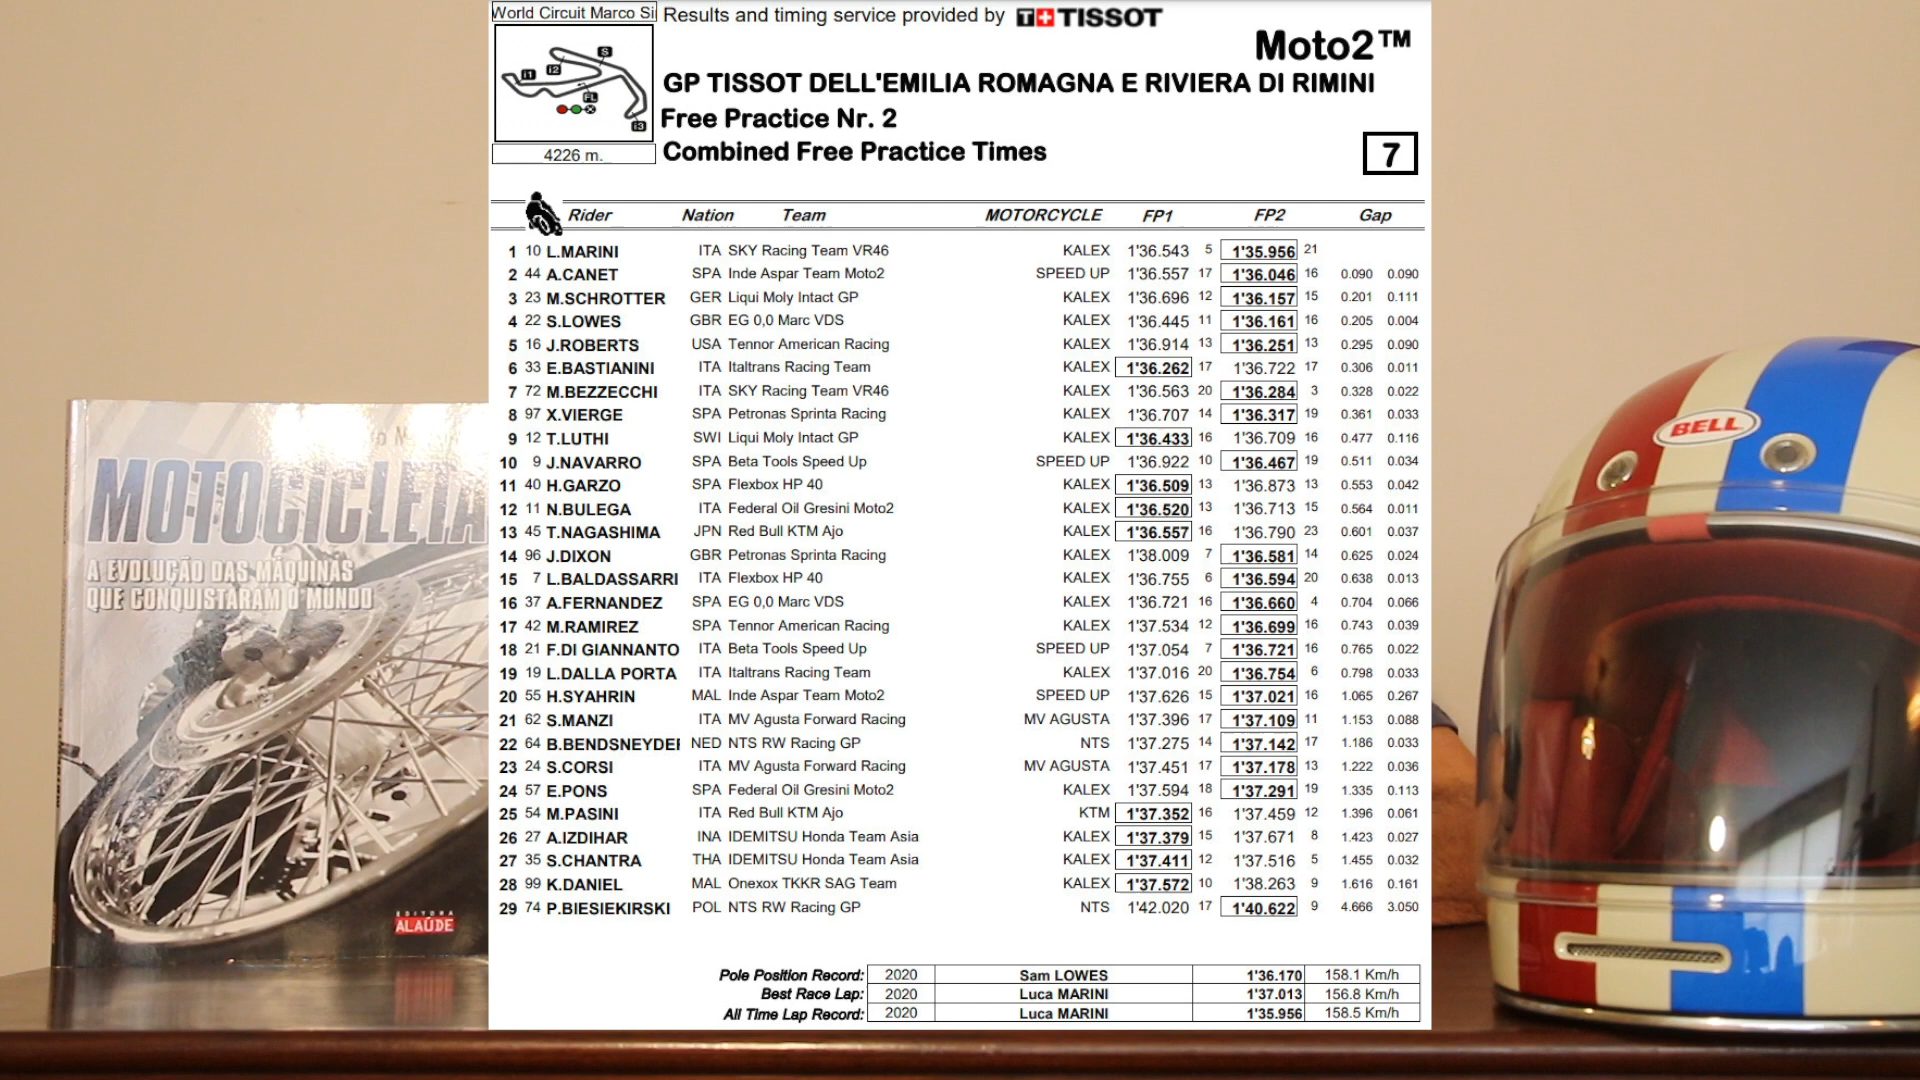 World Circuit Marco Si
Results and timing service provided by TISSOT
Moto2™
GP TISSOT DELL'EMILIA ROMAGNA E RIVIERA DI RIMINI
Free Practice Nr. 2
Combined Free Practice Times
7
S
i1 i2
FL
i3
4226 m.
Rider Nation Team MOTORCYCLE FP1 FP2 Gap
1 10 L.MARINI ITA SKY Racing Team VR46 KALEX 1'36.543 5 1'35.956 21
2 44 A.CANET SPA Inde Aspar Team Moto2 SPEED UP 1'36.557 17 1'36.046 16 0.090 0.090
3 23 M.SCHROTTER GER Liqui Moly Intact GP KALEX 1'36.696 12 1'36.157 15 0.201 0.111
4 22 S.LOWES GBR EG 0,0 Marc VDS KALEX 1'36.445 11 1'36.161 16 0.205 0.004
5 16 J.ROBERTS USA Tennor American Racing KALEX 1'36.914 13 1'36.251 13 0.295 0.090
6 33 E.BASTIANINI ITA Italtrans Racing Team KALEX 1'36.262 17 1'36.722 17 0.306 0.011
7 72 M.BEZZECCHI ITA SKY Racing Team VR46 KALEX 1'36.563 20 1'36.284 3 0.328 0.022
8 97 X.VIERGE SPA Petronas Sprinta Racing KALEX 1'36.707 14 1'36.317 19 0.361 0.033
9 12 T.LUTHI SWI Liqui Moly Intact GP KALEX 1'36.433 16 1'36.709 16 0.477 0.116
10 9 J.NAVARRO SPA Beta Tools Speed Up SPEED UP 1'36.922 10 1'36.467 19 0.511 0.034
11 40 H.GARZO SPA Flexbox HP 40 KALEX 1'36.509 13 1'36.873 13 0.553 0.042
12 11 N.BULEGA ITA Federal Oil Gresini Moto2 KALEX 1'36.520 13 1'36.713 15 0.564 0.011
13 45 T.NAGASHIMA JPN Red Bull KTM Ajo KALEX 1'36.557 16 1'36.790 23 0.601 0.037
14 96 J.DIXON GBR Petronas Sprinta Racing KALEX 1'38.009 7 1'36.581 14 0.625 0.024
15 7 L.BALDASSARRI ITA Flexbox HP 40 KALEX 1'36.755 6 1'36.594 20 0.638 0.013
16 37 A.FERNANDEZ SPA EG 0,0 Marc VDS KALEX 1'36.721 16 1'36.660 4 0.704 0.066
17 42 M.RAMIREZ SPA Tennor American Racing KALEX 1'37.534 12 1'36.699 16 0.743 0.039
18 21 F.DI GIANNANTO ITA Beta Tools Speed Up SPEED UP 1'37.054 7 1'36.721 16 0.765 0.022
19 19 L.DALLA PORTA ITA Italtrans Racing Team KALEX 1'37.016 20 1'36.754 6 0.798 0.033
20 55 H.SYAHRIN MAL Inde Aspar Team Moto2 SPEED UP 1'37.626 15 1'37.021 16 1.065 0.267
21 62 S.MANZI ITA MV Agusta Forward Racing MV AGUSTA 1'37.396 17 1'37.109 11 1.153 0.088
22 64 B.BENDSNEYDER NED NTS RW Racing GP NTS 1'37.275 14 1'37.142 17 1.186 0.033
23 24 S.CORSI ITA MV Agusta Forward Racing MV AGUSTA 1'37.451 17 1'37.178 13 1.222 0.036
24 57 E.PONS SPA Federal Oil Gresini Moto2 KALEX 1'37.594 18 1'37.291 19 1.335 0.113
25 54 M.PASINI ITA Red Bull KTM Ajo KTM 1'37.352 16 1'37.459 12 1.396 0.061
26 27 A.IZDIHAR INA IDEMITSU Honda Team Asia KALEX 1'37.379 15 1'37.671 8 1.423 0.027
27 35 S.CHANTRA THA IDEMITSU Honda Team Asia KALEX 1'37.411 12 1'37.516 5 1.455 0.032
28 99 K.DANIEL MAL Onexox TKKR SAG Team KALEX 1'37.572 10 1'38.263 9 1.616 0.161
29 74 P.BIESIEKIRSKI POL NTS RW Racing GP NTS 1'42.020 17 1'40.622 9 4.666 3.050
Pole Position Record: 2020 Sam LOWES 1'36.170 158.1 Km/h
Best Race Lap: 2020 Luca MARINI 1'37.013 156.8 Km/h
All Time Lap Record: 2020 Luca MARINI 1'35.956 158.5 Km/h
MOTOCICLETA
A EVOLUÇÃO DAS MÁQUINAS
QUE CONQUISTARAM O MUNDO
EDITORA
ALAÚDE
BELL